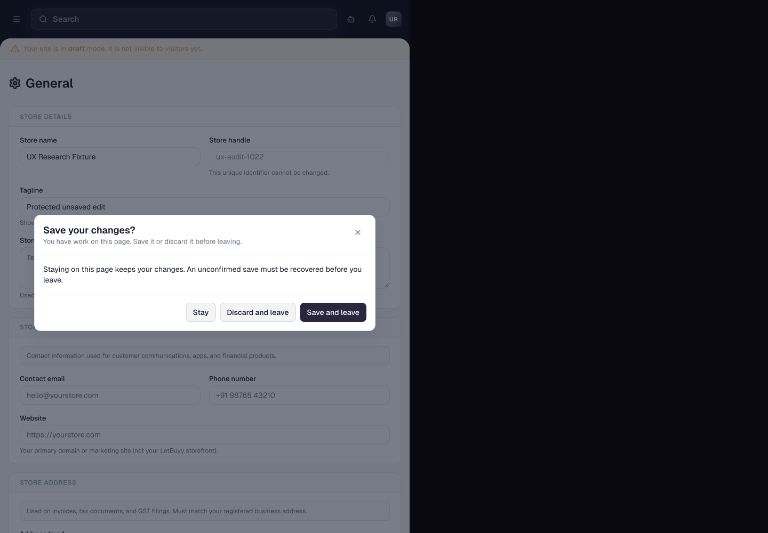 Search
UR
Your site is in draft mode. It is not visible to visitors yet.
General
STORE DETAILS
Store name
Store handle
UX Research Fixture
ux-audit-1022
This unique identifier cannot be changed.
Tagline
Protected unsaved edit
Save your changes?
You have work on this page. Save it or discard it before leaving.
Staying on this page keeps your changes. An unconfirmed save must be recovered before you
leave.
Stay
Discard and leave
Save and leave
Contact information used for customer communications, apps, and financial products.
Contact email
Phone number
hello@yourstore.com
+91 98765 43210
Website
https://yourstore.com
Your primary domain or marketing site (not your LetBuyy storefront).
STORE ADDRESS
Used on invoices, tax documents, and GST filings. Must match your registered business address.